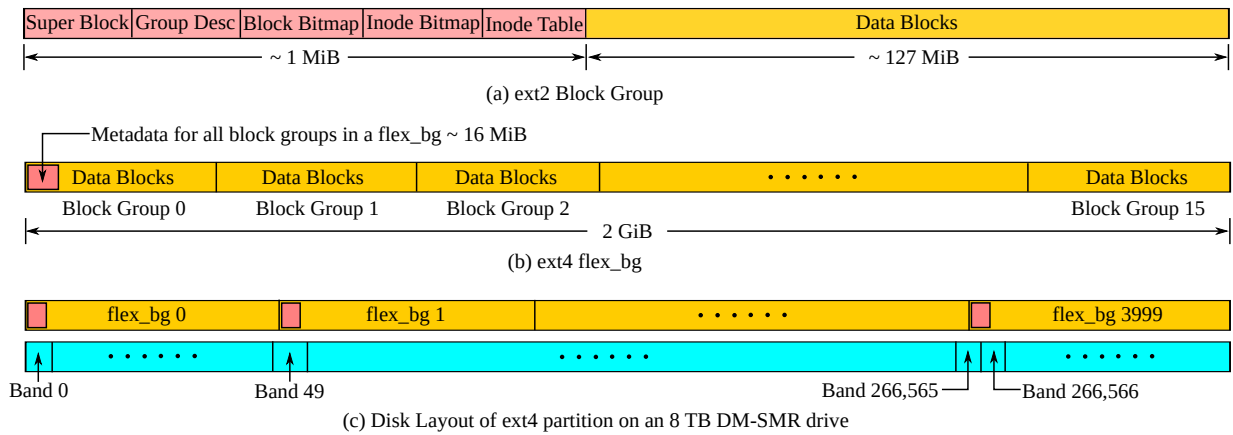 Super Block Group Desc Block Bitmap Inode Bitmap Inode Table Data Blocks
~ 1 MiB ~ 127 MiB
(a) ext2 Block Group
Metadata for all block groups in a flex_bg ~ 16 MiB
Data Blocks Data Blocks Data Blocks . . . . . . Data Blocks
Block Group 0 Block Group 1 Block Group 2 Block Group 15
2 GiB
(b) ext4 flex_bg
flex_bg 0 flex_bg 1 . . . . . . flex_bg 3999
. . . . . . . . . . . . . . . . . .
Band 0 Band 49 Band 266,565 Band 266,566
(c) Disk Layout of ext4 partition on an 8 TB DM-SMR drive